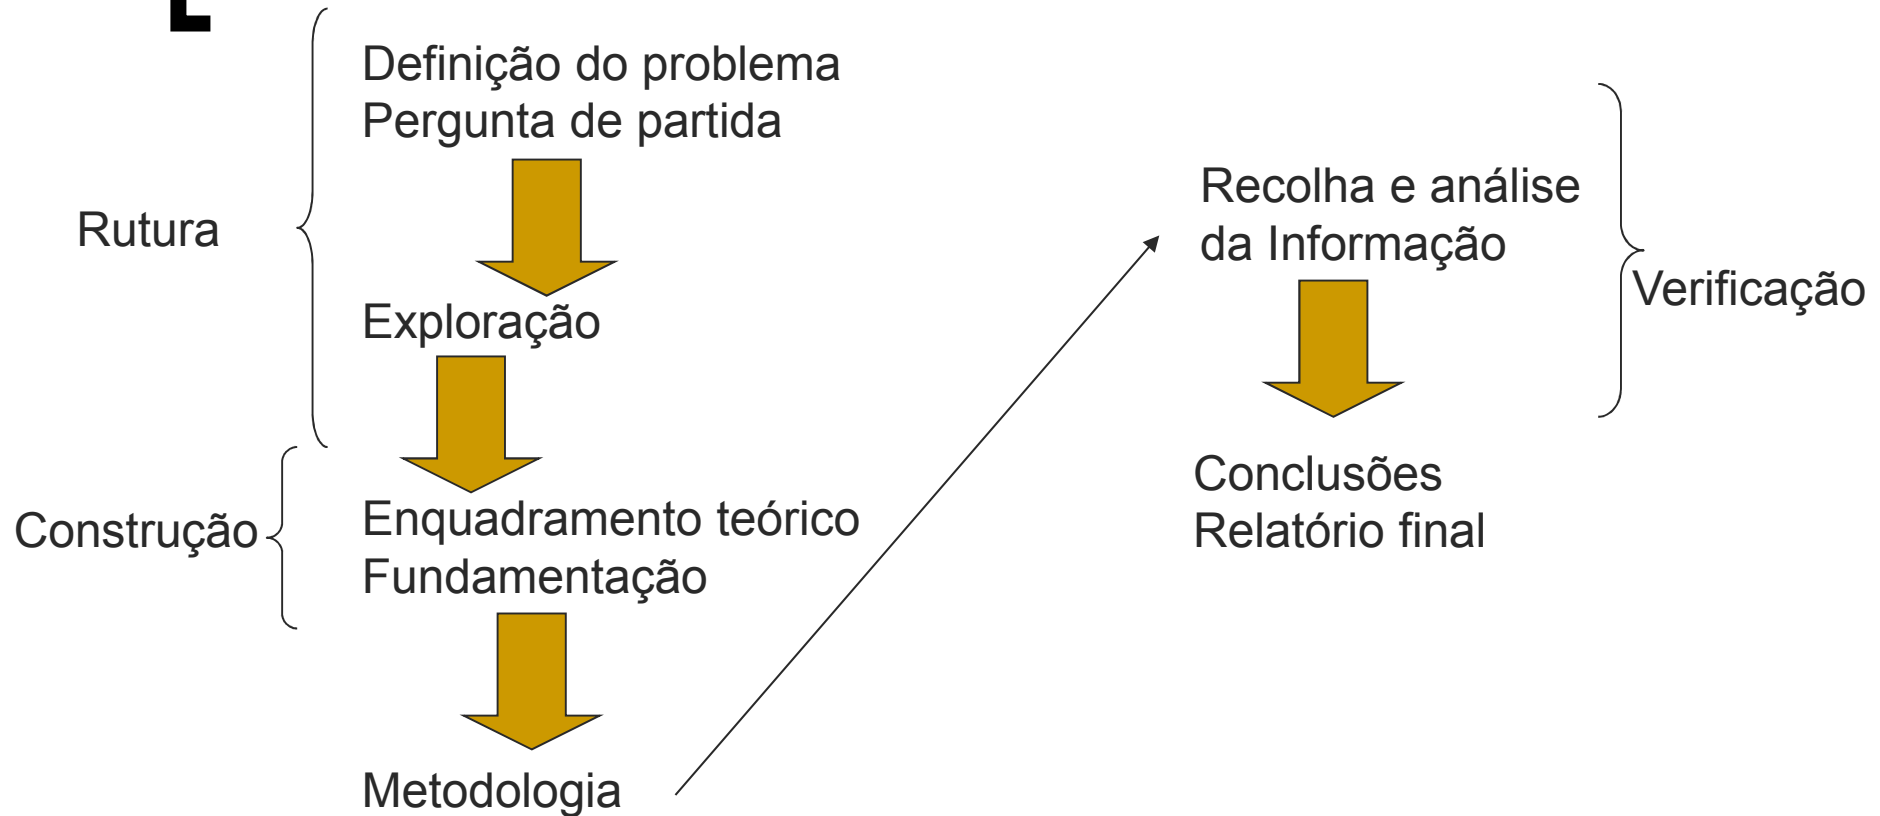 Definição do problema
Pergunta de partida
Rutura
Exploração
Construção
Enquadramento teórico
Fundamentação
Metodologia
Recolha e análise
da Informação
Verificação
Conclusões
Relatório final